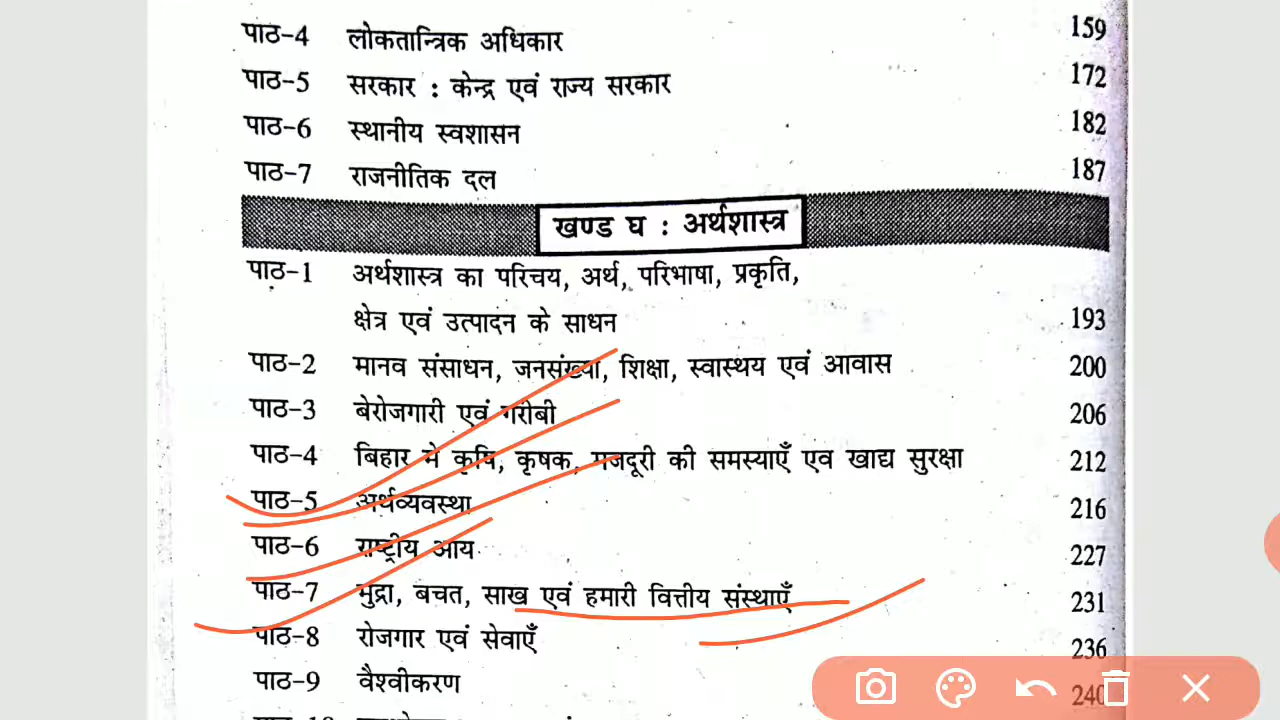 पाठ-4 लोकतान्त्रिक अधिकार 159
पाठ-5 सरकार : केन्द्र एवं राज्य सरकार 172
पाठ-6 स्थानीय स्वशासन 182
पाठ-7 राजनीतिक दल 187
खण्ड घ : अर्थशास्त्र
पाठ-1 अर्थशास्त्र का परिचय, अर्थ, परिभाषा, प्रकृति,
क्षेत्र एवं उत्पादन के साधन 193
पाठ-2 मानव संसाधन, जनसंख्या, शिक्षा, स्वास्थय एवं आवास 200
पाठ-3 बेरोजगारी एवं गरीबी 206
पाठ-4 बिहार में कृषि, कृषक, मजदूरी की समस्याएँ एवं खाद्य सुरक्षा 212
पाठ-5 अर्थव्यवस्था 216
पाठ-6 राष्ट्रीय आय 227
पाठ-7 मुद्रा, बचत, साख एवं हमारी वित्तीय संस्थाएँ 231
पाठ-8 रोजगार एवं सेवाएँ 236
पाठ-9 वैश्वीकरण 240